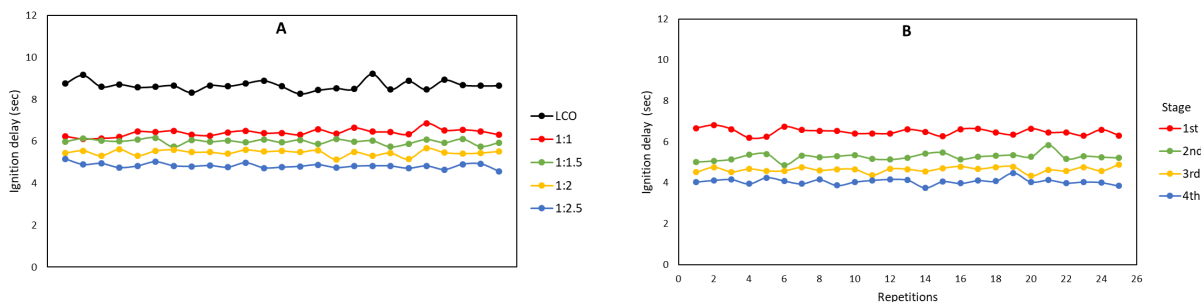 A
Ignition delay (sec)
12
10
8
6
4
2
0
LCO
1:1
1:1.5
1:2
1:2.5
B
Ignition delay (sec)
12
10
8
6
4
2
0
0 2 4 6 8 10 12 14 16 18 20 22 24 26
Repetitions
Stage
1st
2nd
3rd
4th